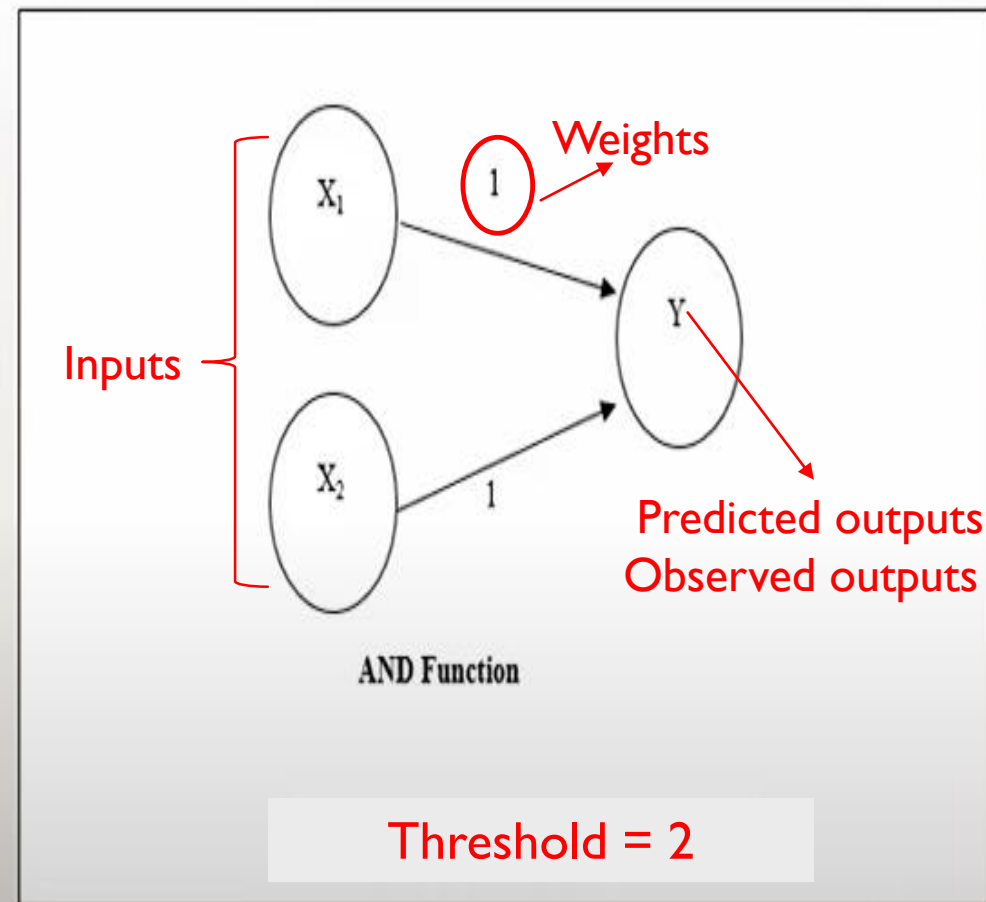 Weights
X₁
1
Y
Inputs
X₂
1
Predicted outputs
Observed outputs
AND Function
Threshold = 2